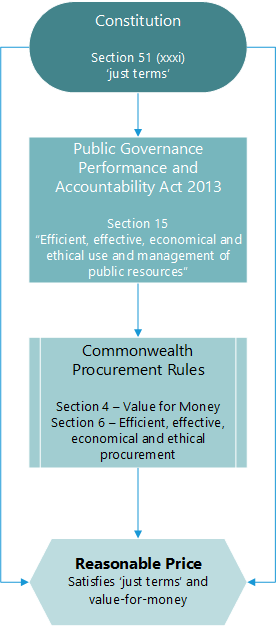 Constitution
Section 51 (xxxi)
‘just terms’
Public Governance
Performance and
Accountability Act 2013
Section 15
“Efficient, effective, economical and
ethical use and management of
public resources”
Commonwealth
Procurement Rules
Section 4 – Value for Money
Section 6 – Efficient, effective,
economical and ethical
procurement
Reasonable Price
Satisfies ‘just terms’ and
value-for-money